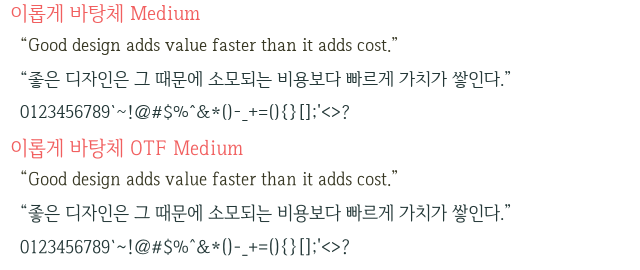 이롭게 바탕체 Medium
“Good design adds value faster than it adds cost.”
“좋은 디자인은 그 때문에 소모되는 비용보다 빠르게 가치가 쌓인다.”
0123456789`~!@#$%^&*()-_+=(){}[];'<>?
이롭게 바탕체 OTF Medium
“Good design adds value faster than it adds cost.”
“좋은 디자인은 그 때문에 소모되는 비용보다 빠르게 가치가 쌓인다.”
0123456789`~!@#$%^&*()-_+=(){}[];'<>?